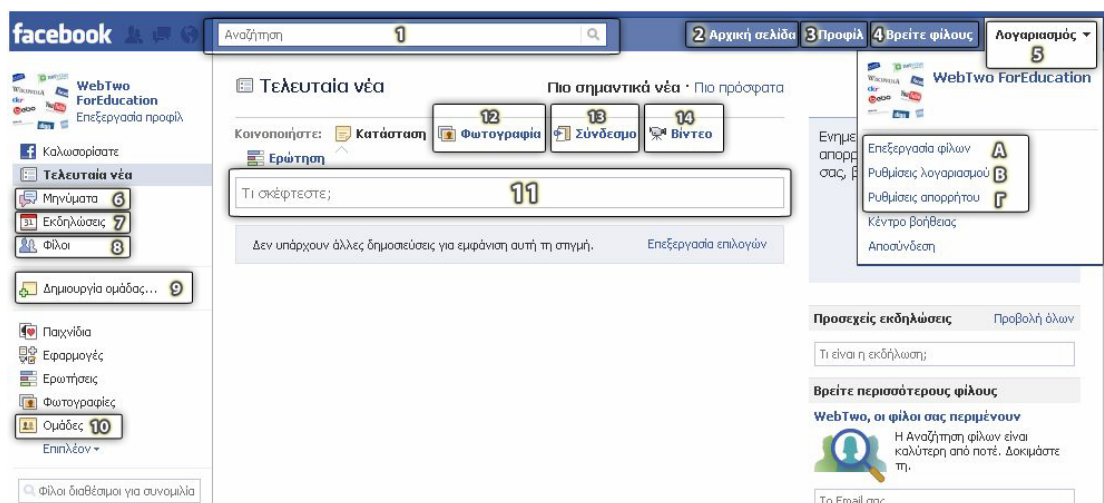 facebook
Αναζήτηση 1
2 Αρχική σελίδα 3 Προφίλ 4 Βρείτε φίλους Λογαριασμός
5
WebTwo
ForEducation
Επεξεργασία προφίλ
Καλωσορίσατε
Τελευταία νέα
Μηνύματα 6
31 Εκδηλώσεις 7
Φίλοι 8
Δημιουργία ομάδας... 9
Παιχνίδια
Εφαρμογές
Ερωτήσεις
Φωτογραφίες
Ομάδες 10
Επιπλέον
Φίλοι διαθέσιμοι για συνομιλία
Τελευταία νέα
Πιο σημαντικά νέα · Πιο πρόσφατα
12 13 14
Κοινοποιήστε: Κατάσταση Φωτογραφία Σύνδεσμο Βίντεο
Ερώτηση
Τι σκέφτεστε; 11
Δεν υπάρχουν άλλες δημοσιεύσεις για εμφάνιση αυτή τη στιγμή. Επεξεργασία επιλογών
WebTwo ForEducation
Επεξεργασία φίλων Α
Ρυθμίσεις λογαριασμού Β
Ρυθμίσεις απορρήτου Γ
Κέντρο βοήθειας
Αποσύνδεση
Προσεχείς εκδηλώσεις Προβολή όλων
Τι είναι η εκδήλωση;
Βρείτε περισσότερους φίλους
WebTwo, οι φίλοι σας περιμένουν
Η Αναζήτηση φίλων είναι
καλύτερη από ποτέ. Δοκιμάστε
τη.
Το Email σας